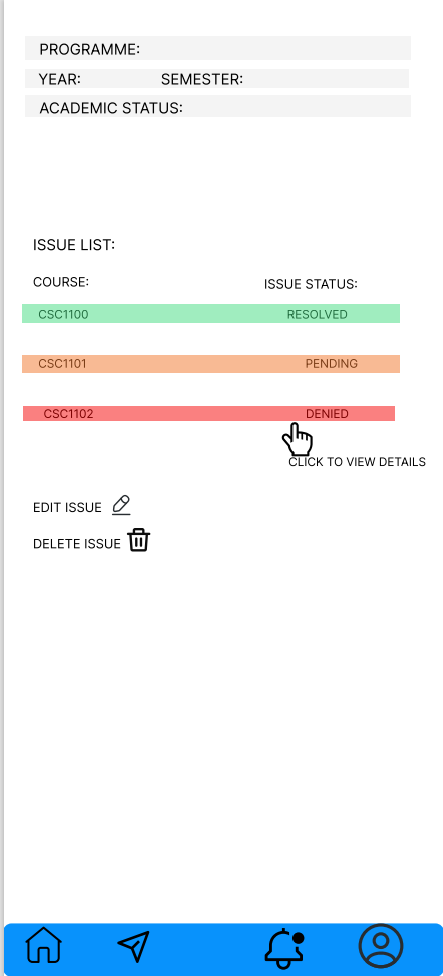 PROGRAMME:
YEAR: SEMESTER:
ACADEMIC STATUS:
ISSUE LIST:
COURSE: ISSUE STATUS:
CSC1100 RESOLVED
CSC1101 PENDING
CSC1102 DENIED
CLICK TO VIEW DETAILS
EDIT ISSUE
DELETE ISSUE